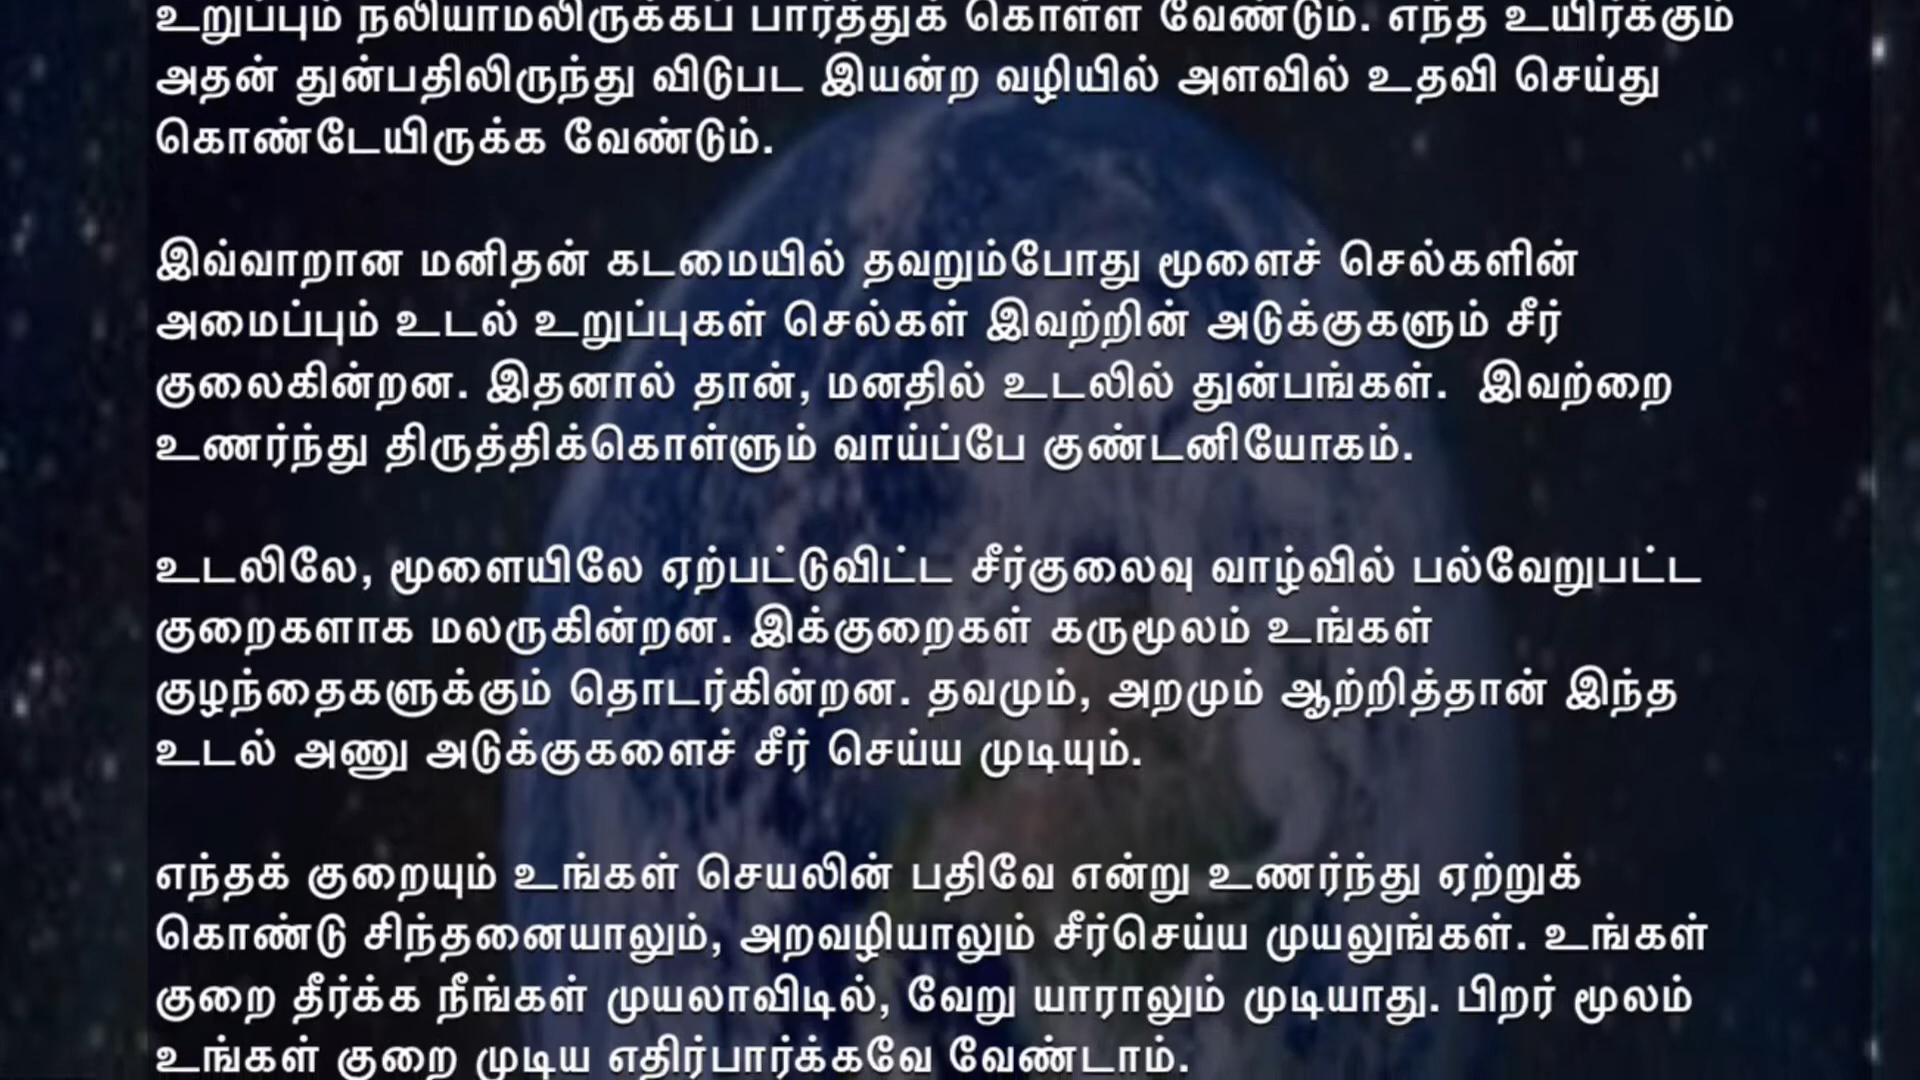 உறுப்பும் நலியாமலிருக்கப் பார்த்துக் கொள்ள வேண்டும். எந்த உயிர்க்கும்
அதன் துன்பதிலிருந்து விடுபட இயன்ற வழியில் அளவில் உதவி செய்து
கொண்டேயிருக்க வேண்டும்.
இவ்வாறான மனிதன் கடமையில் தவறும்போது மூளைச் செல்களின்
அமைப்பும் உடல் உறுப்புகள் செல்கள் இவற்றின் அடுக்குகளும் சீர்
குலைகின்றன. இதனால் தான், மனதில் உடலில் துன்பங்கள். இவற்றை
உணர்ந்து திருத்திக்கொள்ளும் வாய்ப்பே குண்டனியோகம்.
உடலிலே, மூளையிலே ஏற்பட்டுவிட்ட சீர்குலைவு வாழ்வில் பல்வேறுபட்ட
குறைகளாக மலருகின்றன. இக்குறைகள் கருமூலம் உங்கள்
குழந்தைகளுக்கும் தொடர்கின்றன. தவமும், அறமும் ஆற்றித்தான் இந்த
உடல் அணு அடுக்குகளைச் சீர் செய்ய முடியும்.
எந்தக் குறையும் உங்கள் செயலின் பதிவே என்று உணர்ந்து ஏற்றுக்
கொண்டு சிந்தனையாலும், அறவழியாலும் சீர்செய்ய முயலுங்கள். உங்கள்
குறை தீர்க்க நீங்கள் முயலாவிடில், வேறு யாராலும் முடியாது. பிறர் மூலம்
உங்கள் குறை முடிய எதிர்பார்க்கவே வேண்டாம்.